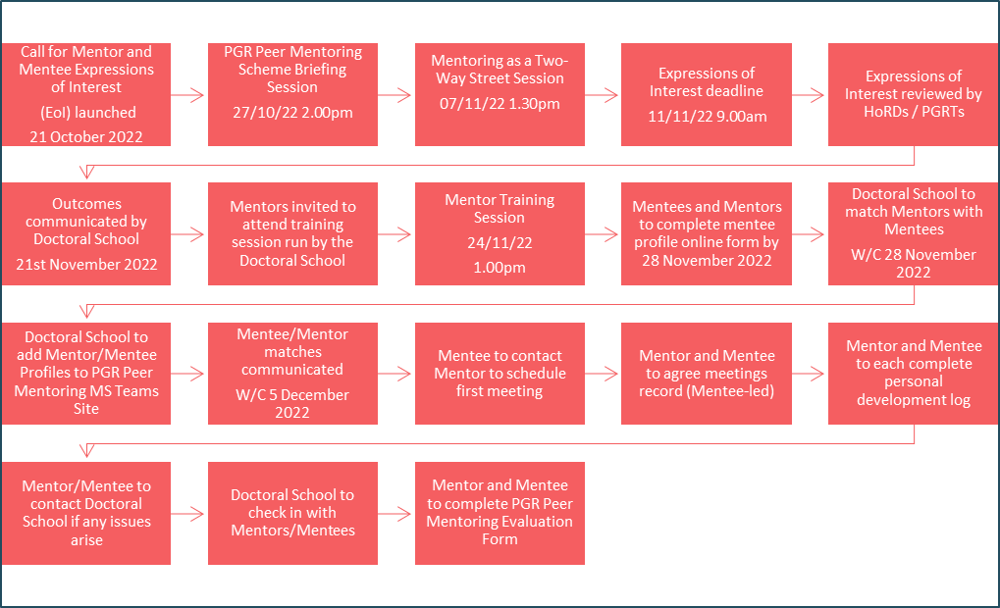 Call for Mentor and
Mentee Expressions
of Interest
(EoI) launched
21 October 2022
PGR Peer Mentoring
Scheme Briefing
Session
27/10/22 2.00pm
Mentoring as a Two-
Way Street Session
07/11/22 1.30pm
Expressions of
Interest deadline
11/11/22 9.00am
Expressions of
Interest reviewed by
HoRDs / PGRTs
Outcomes
communicated by
Doctoral School
21st November 2022
Mentors invited to
attend training
session run by the
Doctoral School
Mentor Training
Session
24/11/22
1.00pm
Mentees and Mentors
to complete mentee
profile online form by
28 November 2022
Doctoral School to
match Mentors with
Mentees
W/C 28 November
2022
Doctoral School to
add Mentor/Mentee
Profiles to PGR Peer
Mentoring MS Teams
Site
Mentee/Mentor
matches
communicated
W/C 5 December
2022
Mentee to contact
Mentor to schedule
first meeting
Mentor and Mentee
to agree meetings
record (Mentee-led)
Mentor and Mentee
to each complete
personal
development log
Mentor/Mentee to
contact Doctoral
School if any issues
arise
Doctoral School to
check in with
Mentors/Mentees
Mentor and Mentee
to complete PGR Peer
Mentoring Evaluation
Form